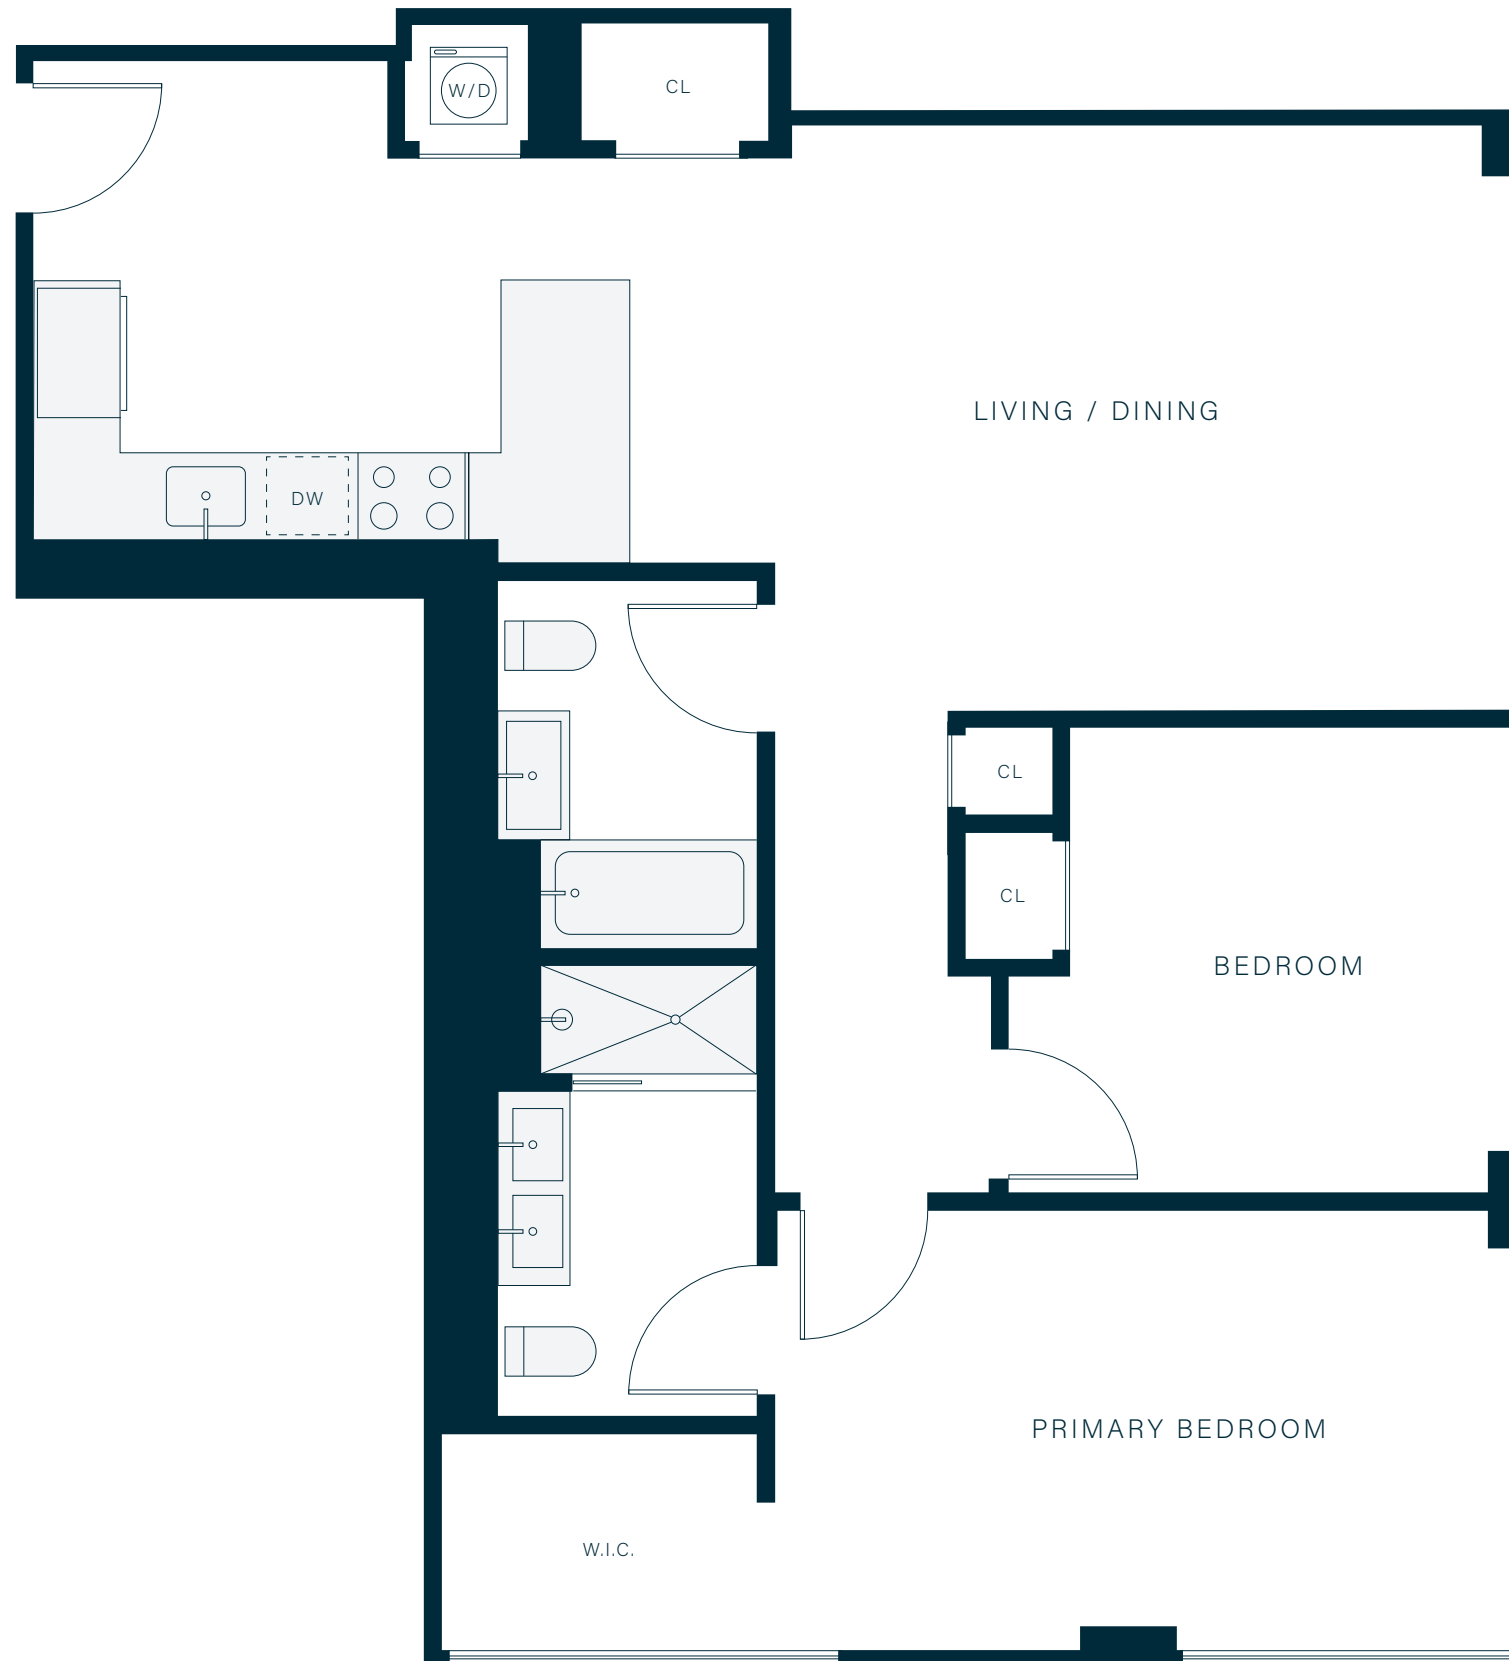 W/D
CL
LIVING / DINING
DW
CL
CL
BEDROOM
PRIMARY BEDROOM
W.I.C.